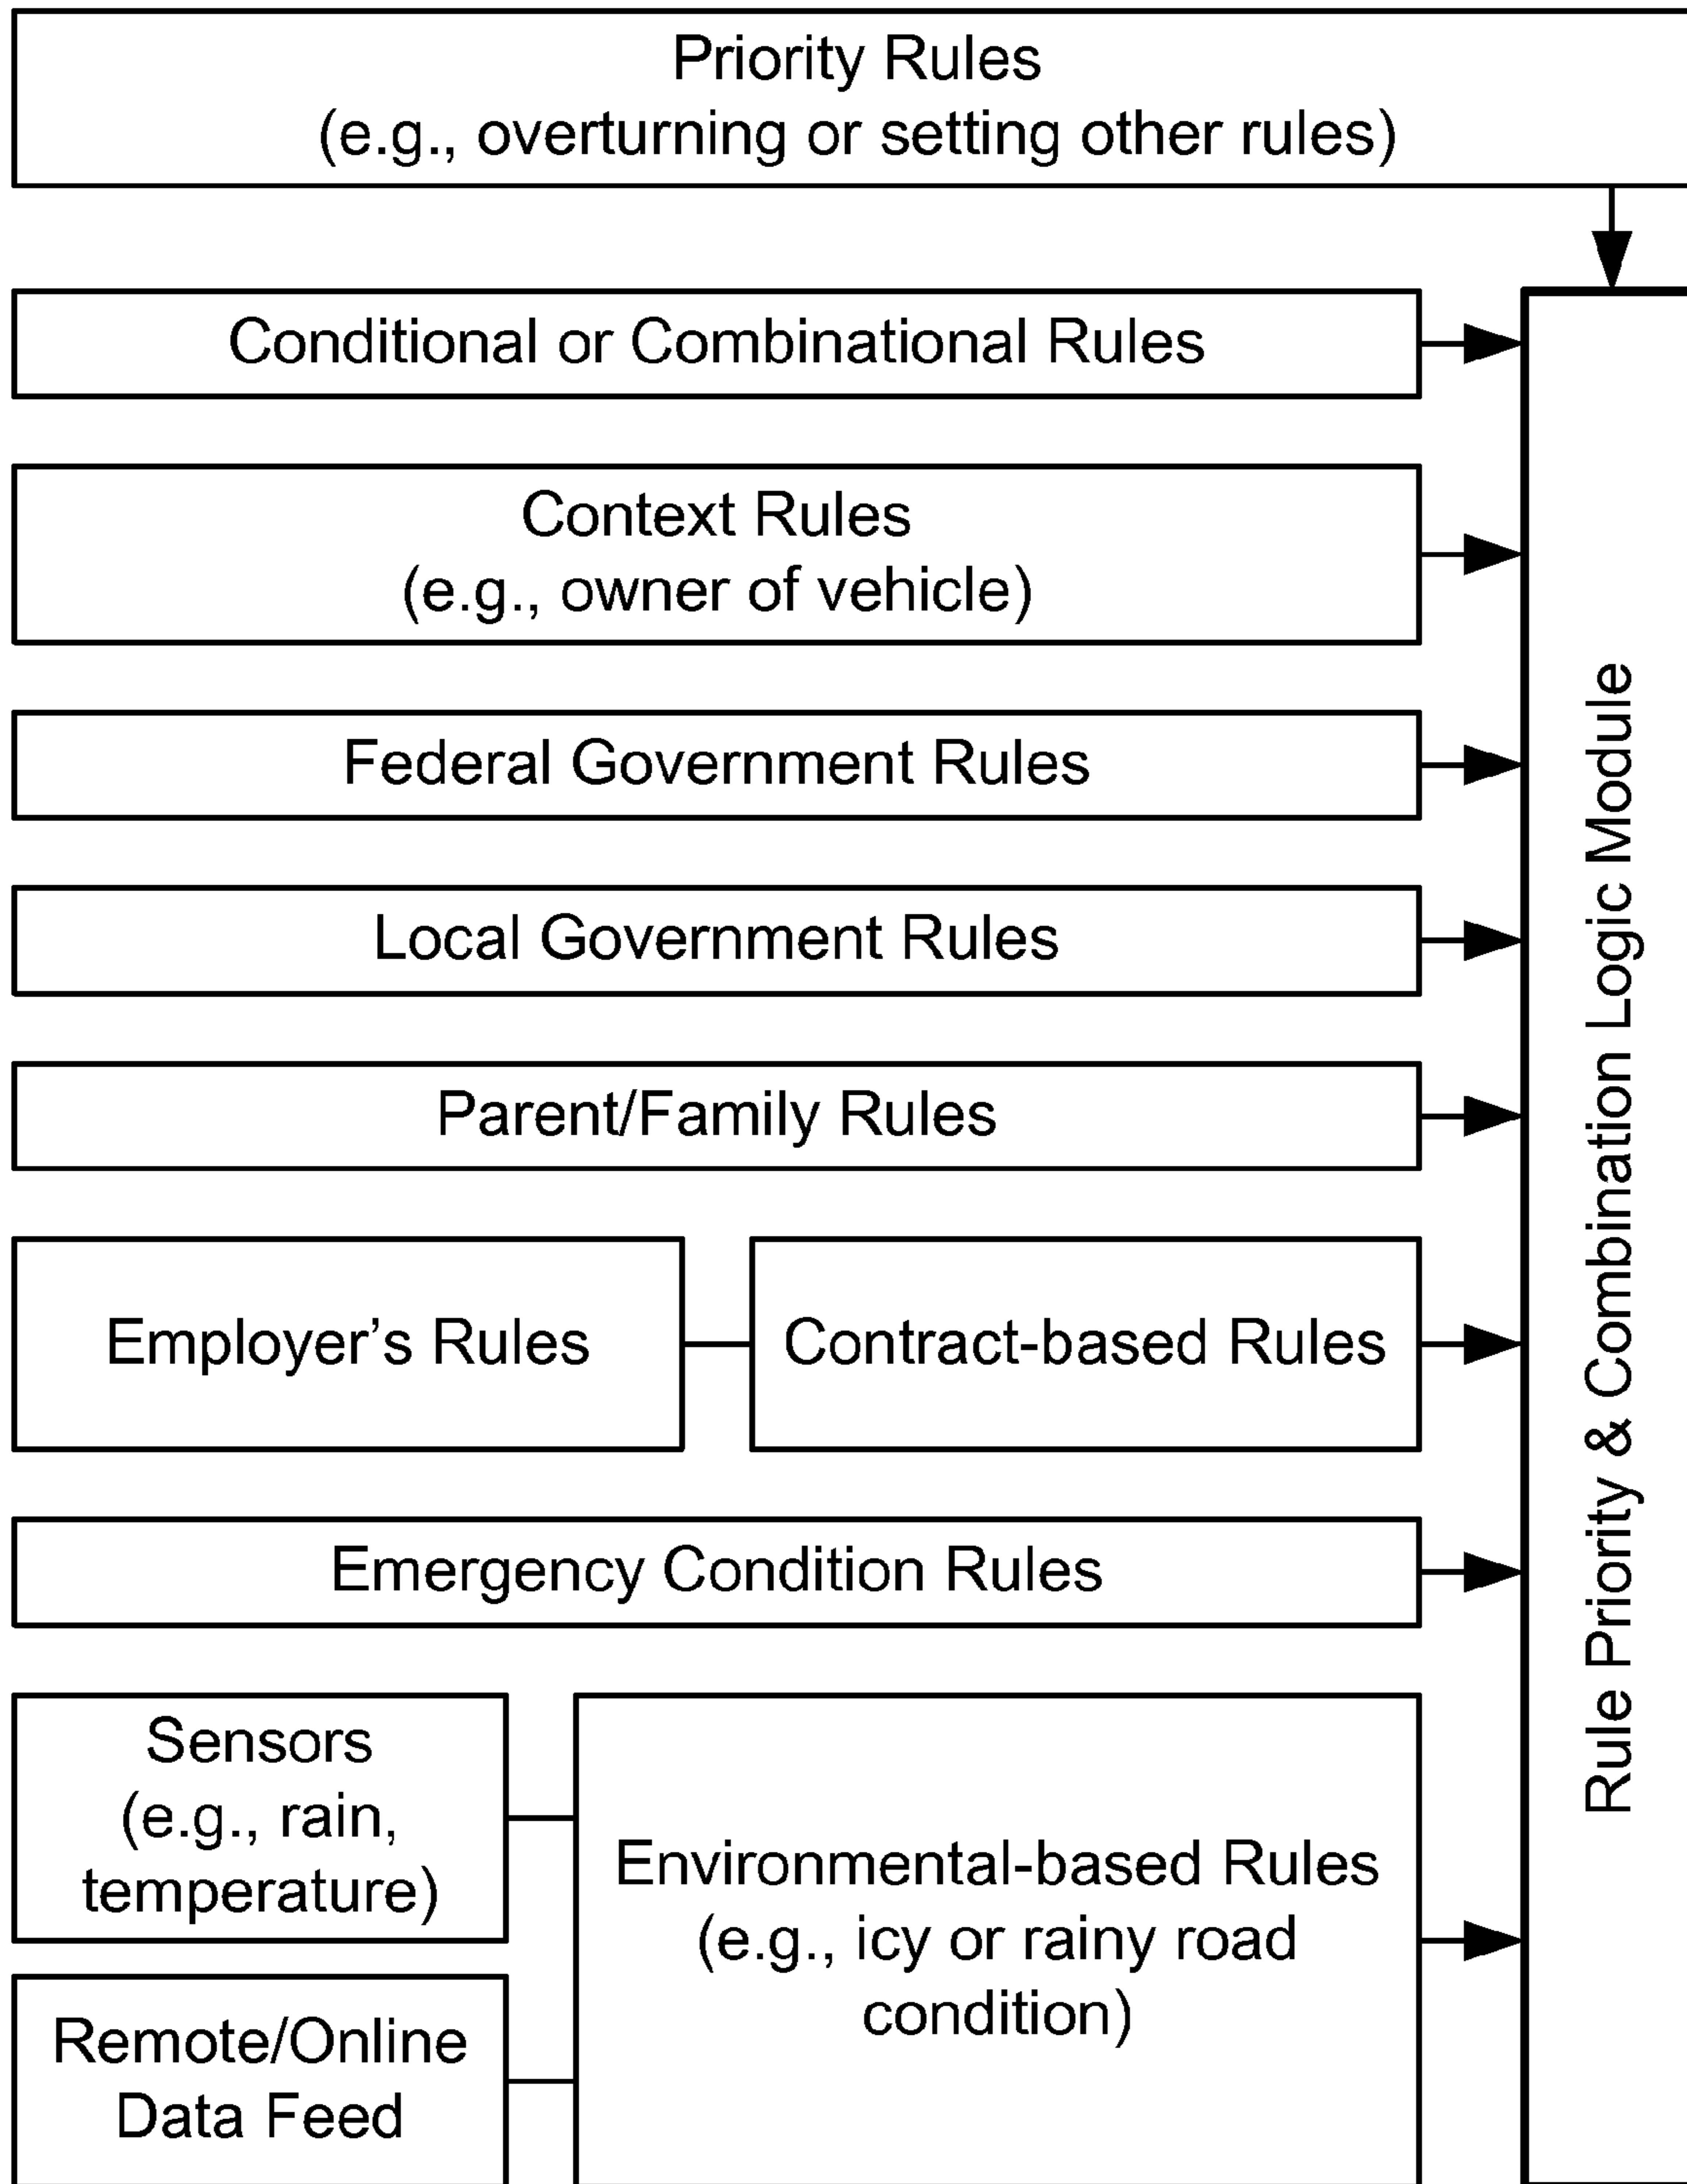 Priority Rules
(e.g., overturning or setting other rules)
Conditional or Combinational Rules
Context Rules
(e.g., owner of vehicle)
Federal Government Rules
Local Government Rules
Parent/Family Rules
Employer’s Rules
Contract-based Rules
Emergency Condition Rules
Sensors
(e.g., rain,
temperature)
Remote/Online
Data Feed
Environmental-based Rules
(e.g., icy or rainy road
condition)
Rule Priority & Combination Logic Module